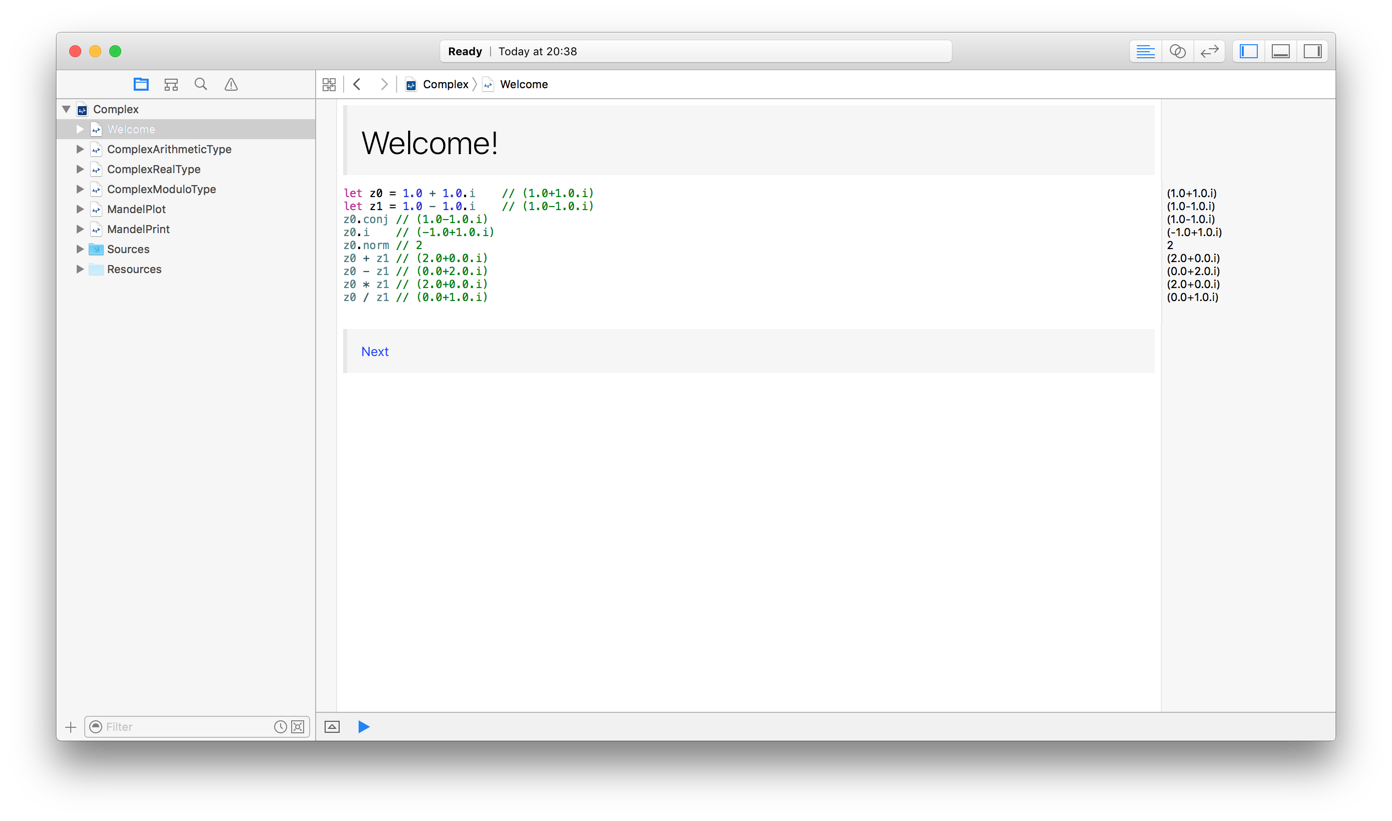 Ready | Today at 20:38
Complex 〉 Welcome
Complex
Welcome
ComplexArithmeticType
ComplexRealType
ComplexModuloType
MandelPlot
MandelPrint
Sources
Resources
Filter
Welcome!
let z0 = 1.0 + 1.0.i    // (1.0+1.0.i)
let z1 = 1.0 - 1.0.i    // (1.0-1.0.i)
z0.conj // (1.0-1.0.i)
z0.i    // (-1.0+1.0.i)
z0.norm // 2
z0 + z1 // (2.0+0.0.i)
z0 - z1 // (0.0+2.0.i)
z0 * z1 // (2.0+0.0.i)
z0 / z1 // (0.0+1.0.i)
Next
(1.0+1.0.i)
(1.0-1.0.i)
(1.0-1.0.i)
(-1.0+1.0.i)
2
(2.0+0.0.i)
(0.0+2.0.i)
(2.0+0.0.i)
(0.0+1.0.i)